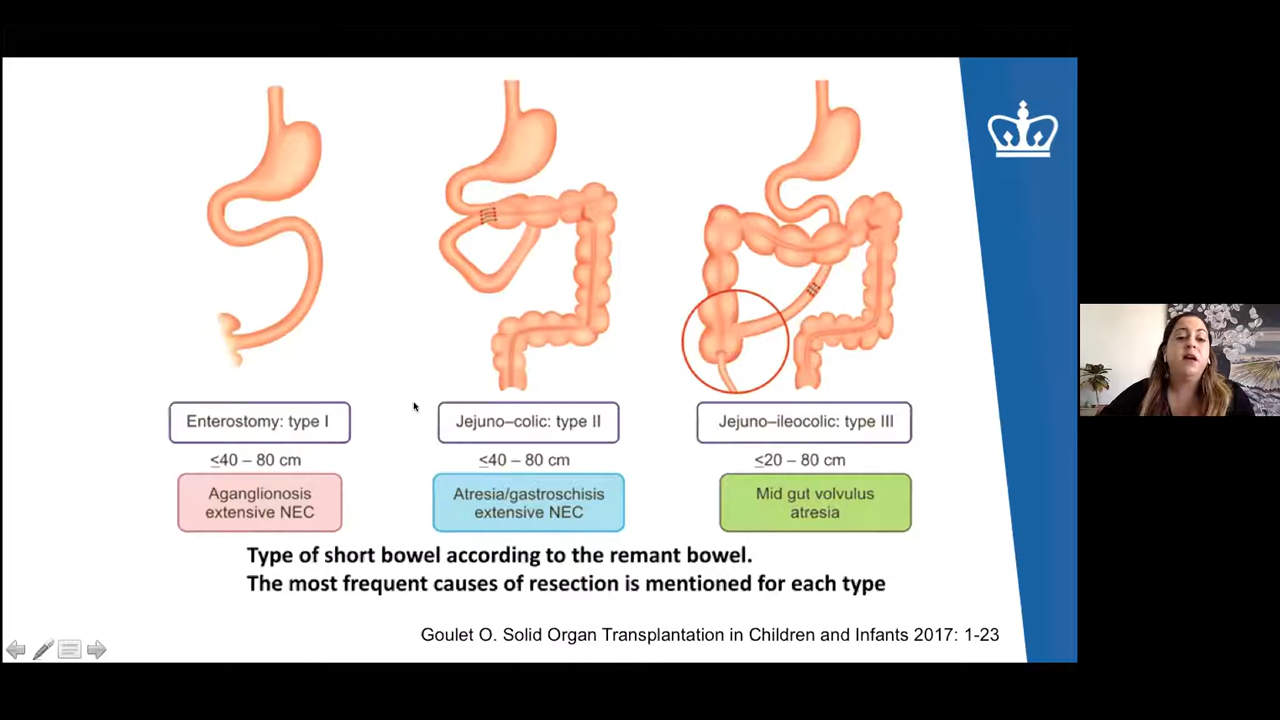 Enterostomy: type I
≤40 – 80 cm
Aganglionosis
extensive NEC
Jejuno–colic: type II
≤40 – 80 cm
Atresia/gastroschisis
extensive NEC
Jejuno–ileocolic: type III
≤20 – 80 cm
Mid gut volvulus
atresia
Type of short bowel according to the remant bowel.
The most frequent causes of resection is mentioned for each type
Goulet O. Solid Organ Transplantation in Children and Infants 2017: 1-23